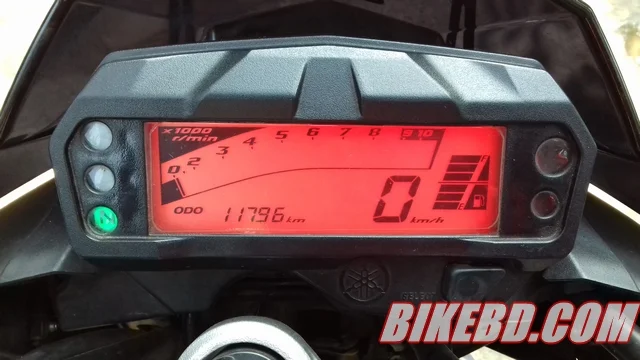 x1000
r/min
0 2 3 4 5 6 7 8 9 10
N
ODO 11796 km
0 km/h
E
BIKEBD.COM